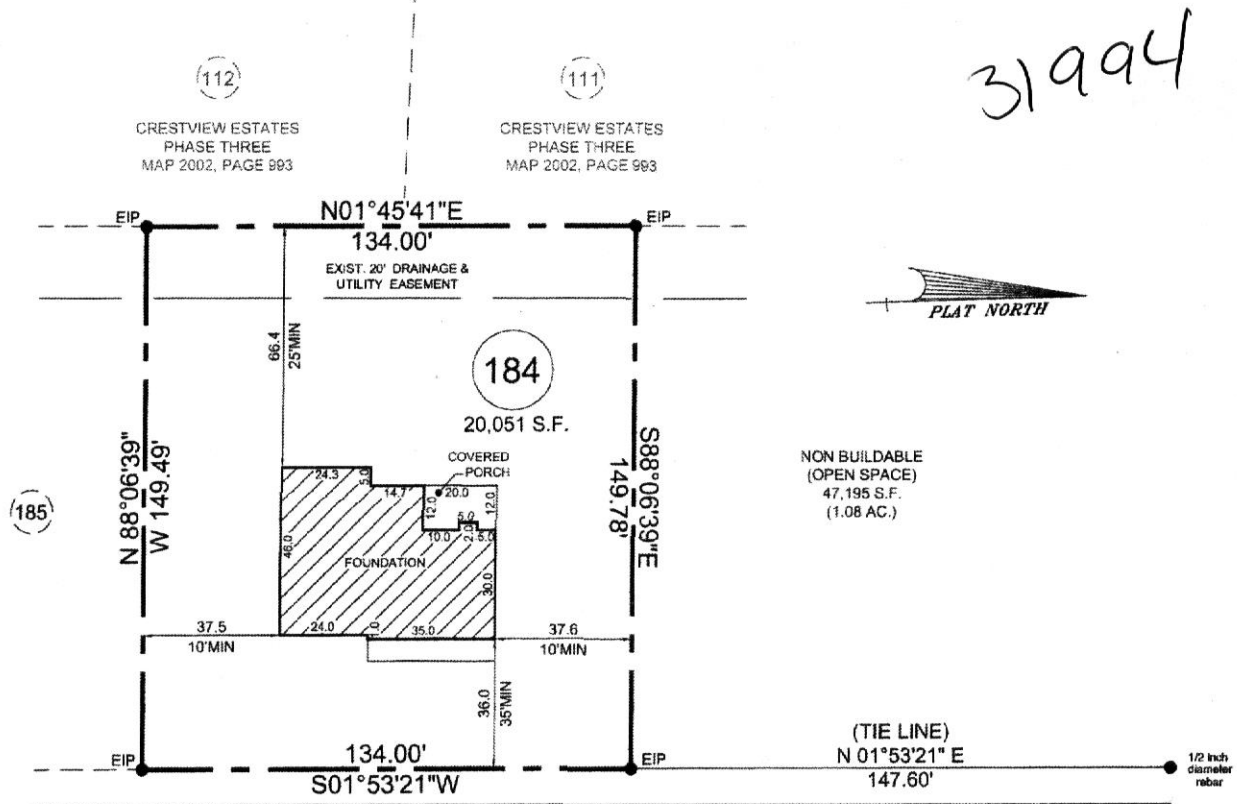 31994
112
111
CRESTVIEW ESTATES
PHASE THREE
MAP 2002, PAGE 993
CRESTVIEW ESTATES
PHASE THREE
MAP 2002, PAGE 993
EIP
N01°45'41"E
EIP
134.00'
EXIST. 20' DRAINAGE &
UTILITY EASEMENT
PLAT NORTH
66.4
25'MIN
184
20,051 S.F.
N 88°06'39"
W 149.49'
S88°06'39"E
149.78'
NON BUILDABLE
(OPEN SPACE)
47,195 S.F.
(1.08 AC.)
185
COVERED
PORCH
24.3
5.0
14.7
20.0
12.0
12.0
5.0
10.0
2.0
5.0
46.0
FOUNDATION
30.0
24.0
35.0
37.5
10'MIN
37.6
10'MIN
36.0
35'MIN
EIP
134.00'
S01°53'21"W
EIP
(TIE LINE)
N 01°53'21" E
147.60'
1/2 inch
diameter
rebar